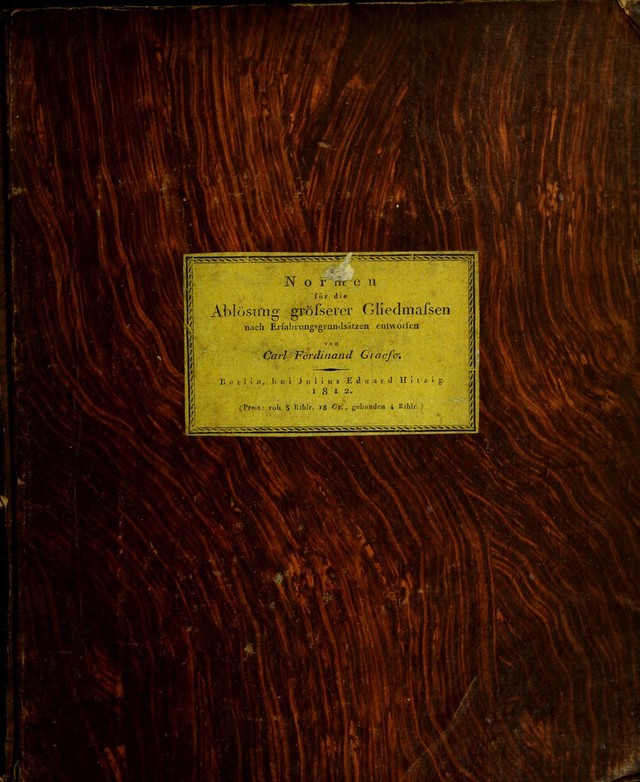 Normen
für die
Ablösung gröſserer Gliedmaſsen
nach Erfahrungsgrundsätzen entworfen
von
Carl Ferdinand Graefe.
Berlin, bei Julius Eduard Hitzig.
1812.
(Preis: roh 3 Rthlr. 18 Gr., gebunden 4 Rthlr.)